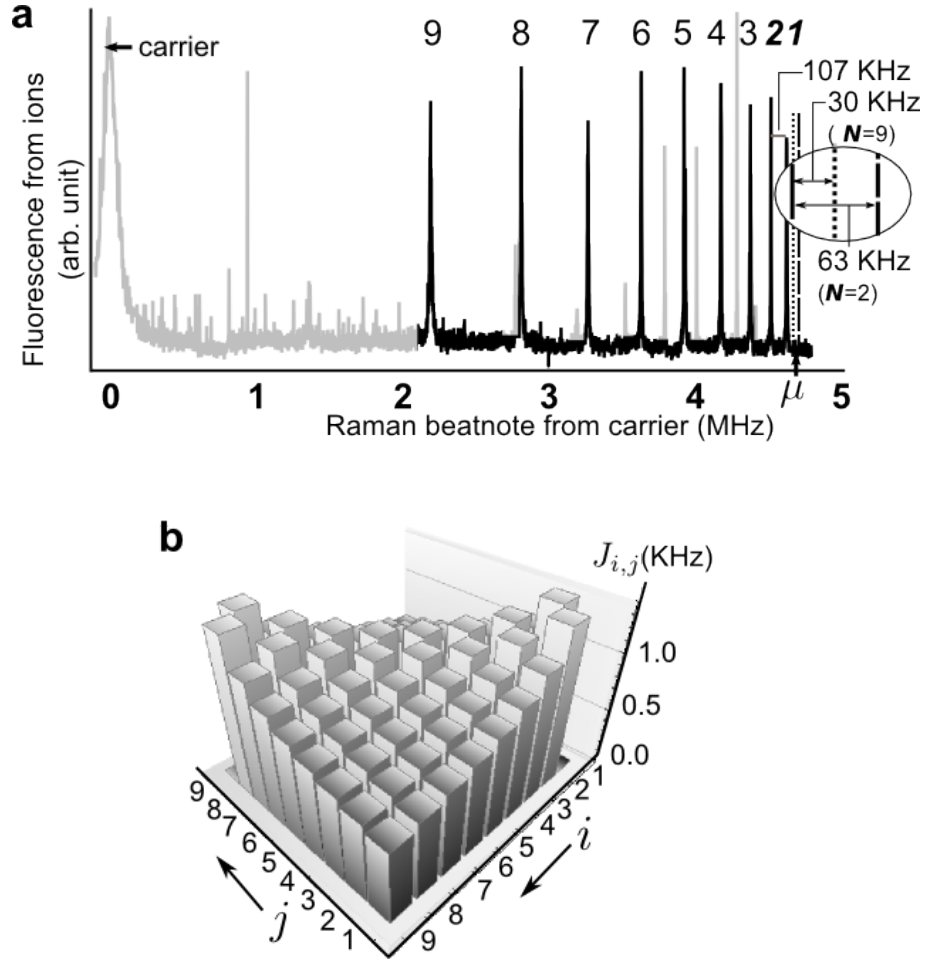 a
carrier
9 8 7 6 5 4 3 2 1
107 KHz
30 KHz
( N=9)
63 KHz
(N=2)
Fluorescence from ions
(arb. unit)
μ
0 1 2 3 4 5
Raman beatnote from carrier (MHz)
b
J_{i,j}(KHz)
1.0
0.5
0.0
9 8 7 6 5 4 3 2 1
j
1 2 3 4 5 6 7 8 9
i